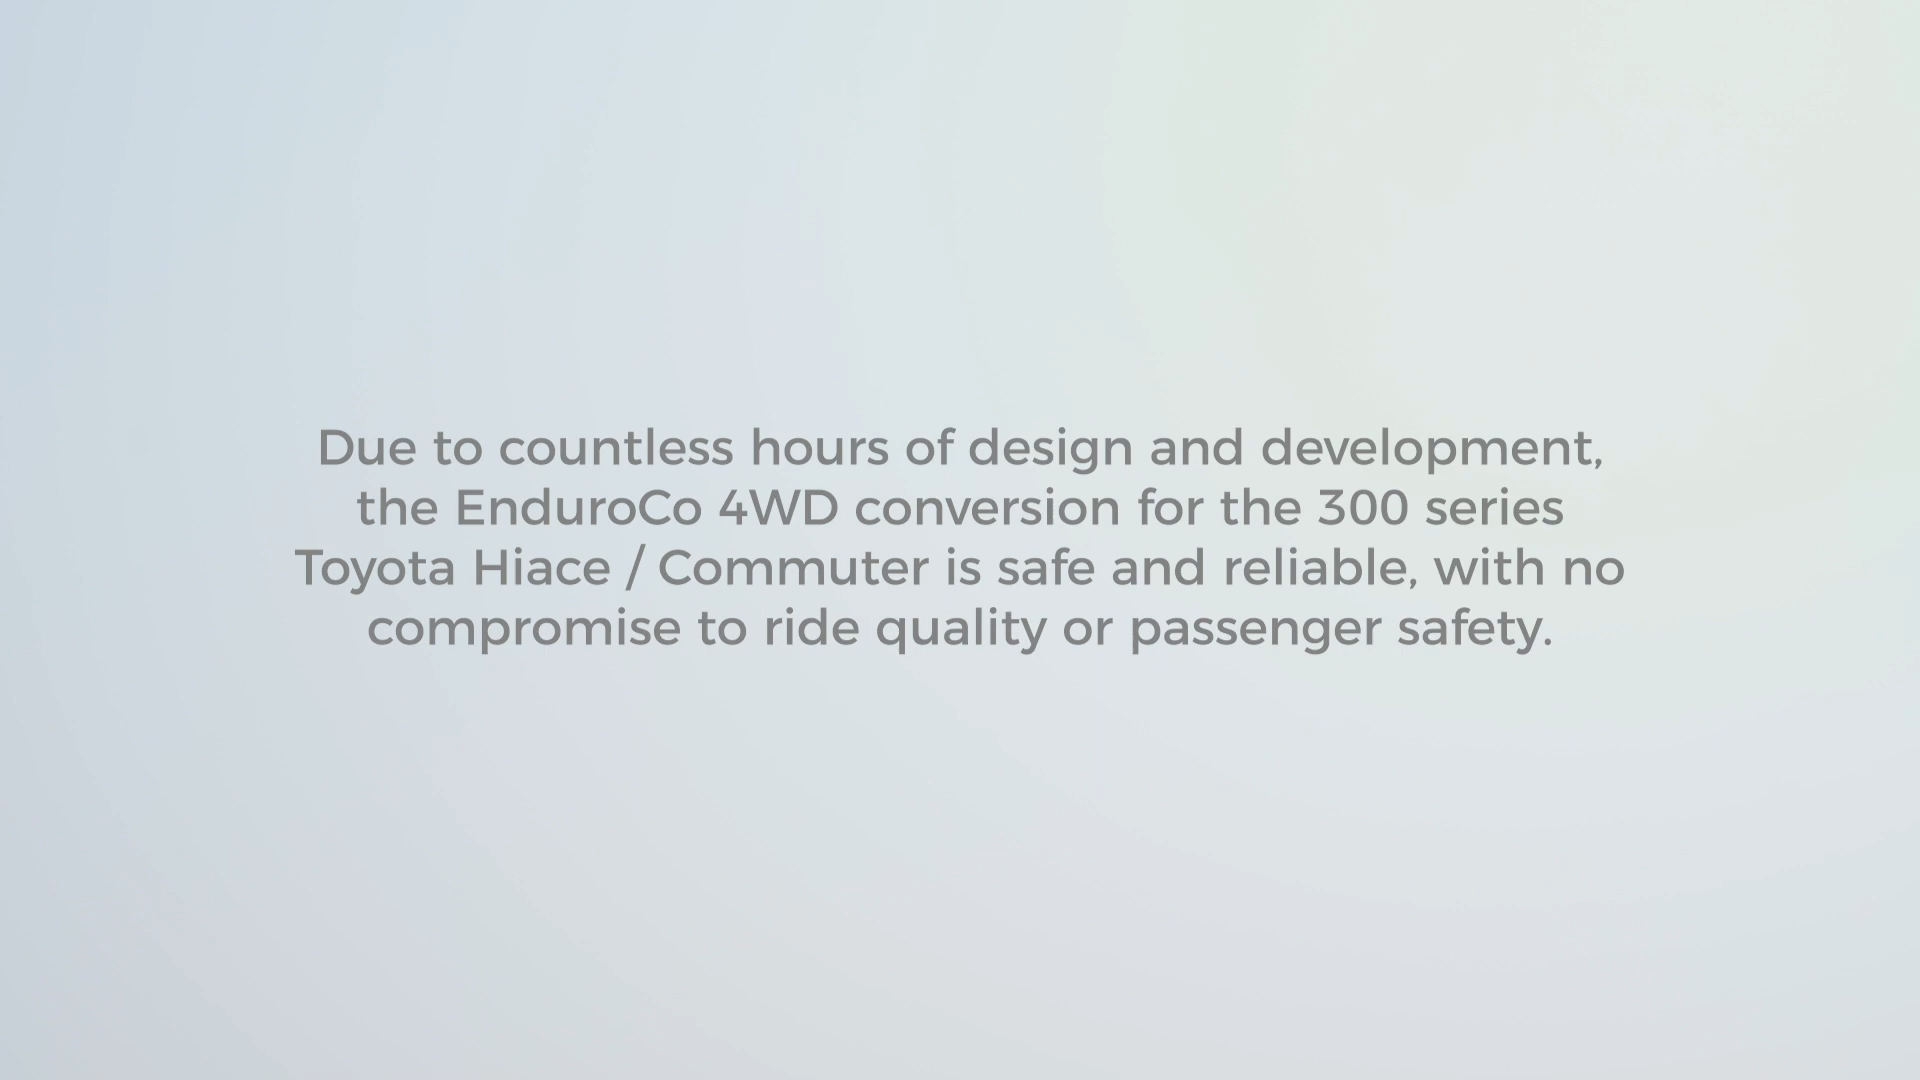 Due to countless hours of design and development,
the EnduroCo 4WD conversion for the 300 series
Toyota Hiace / Commuter is safe and reliable, with no
compromise to ride quality or passenger safety.